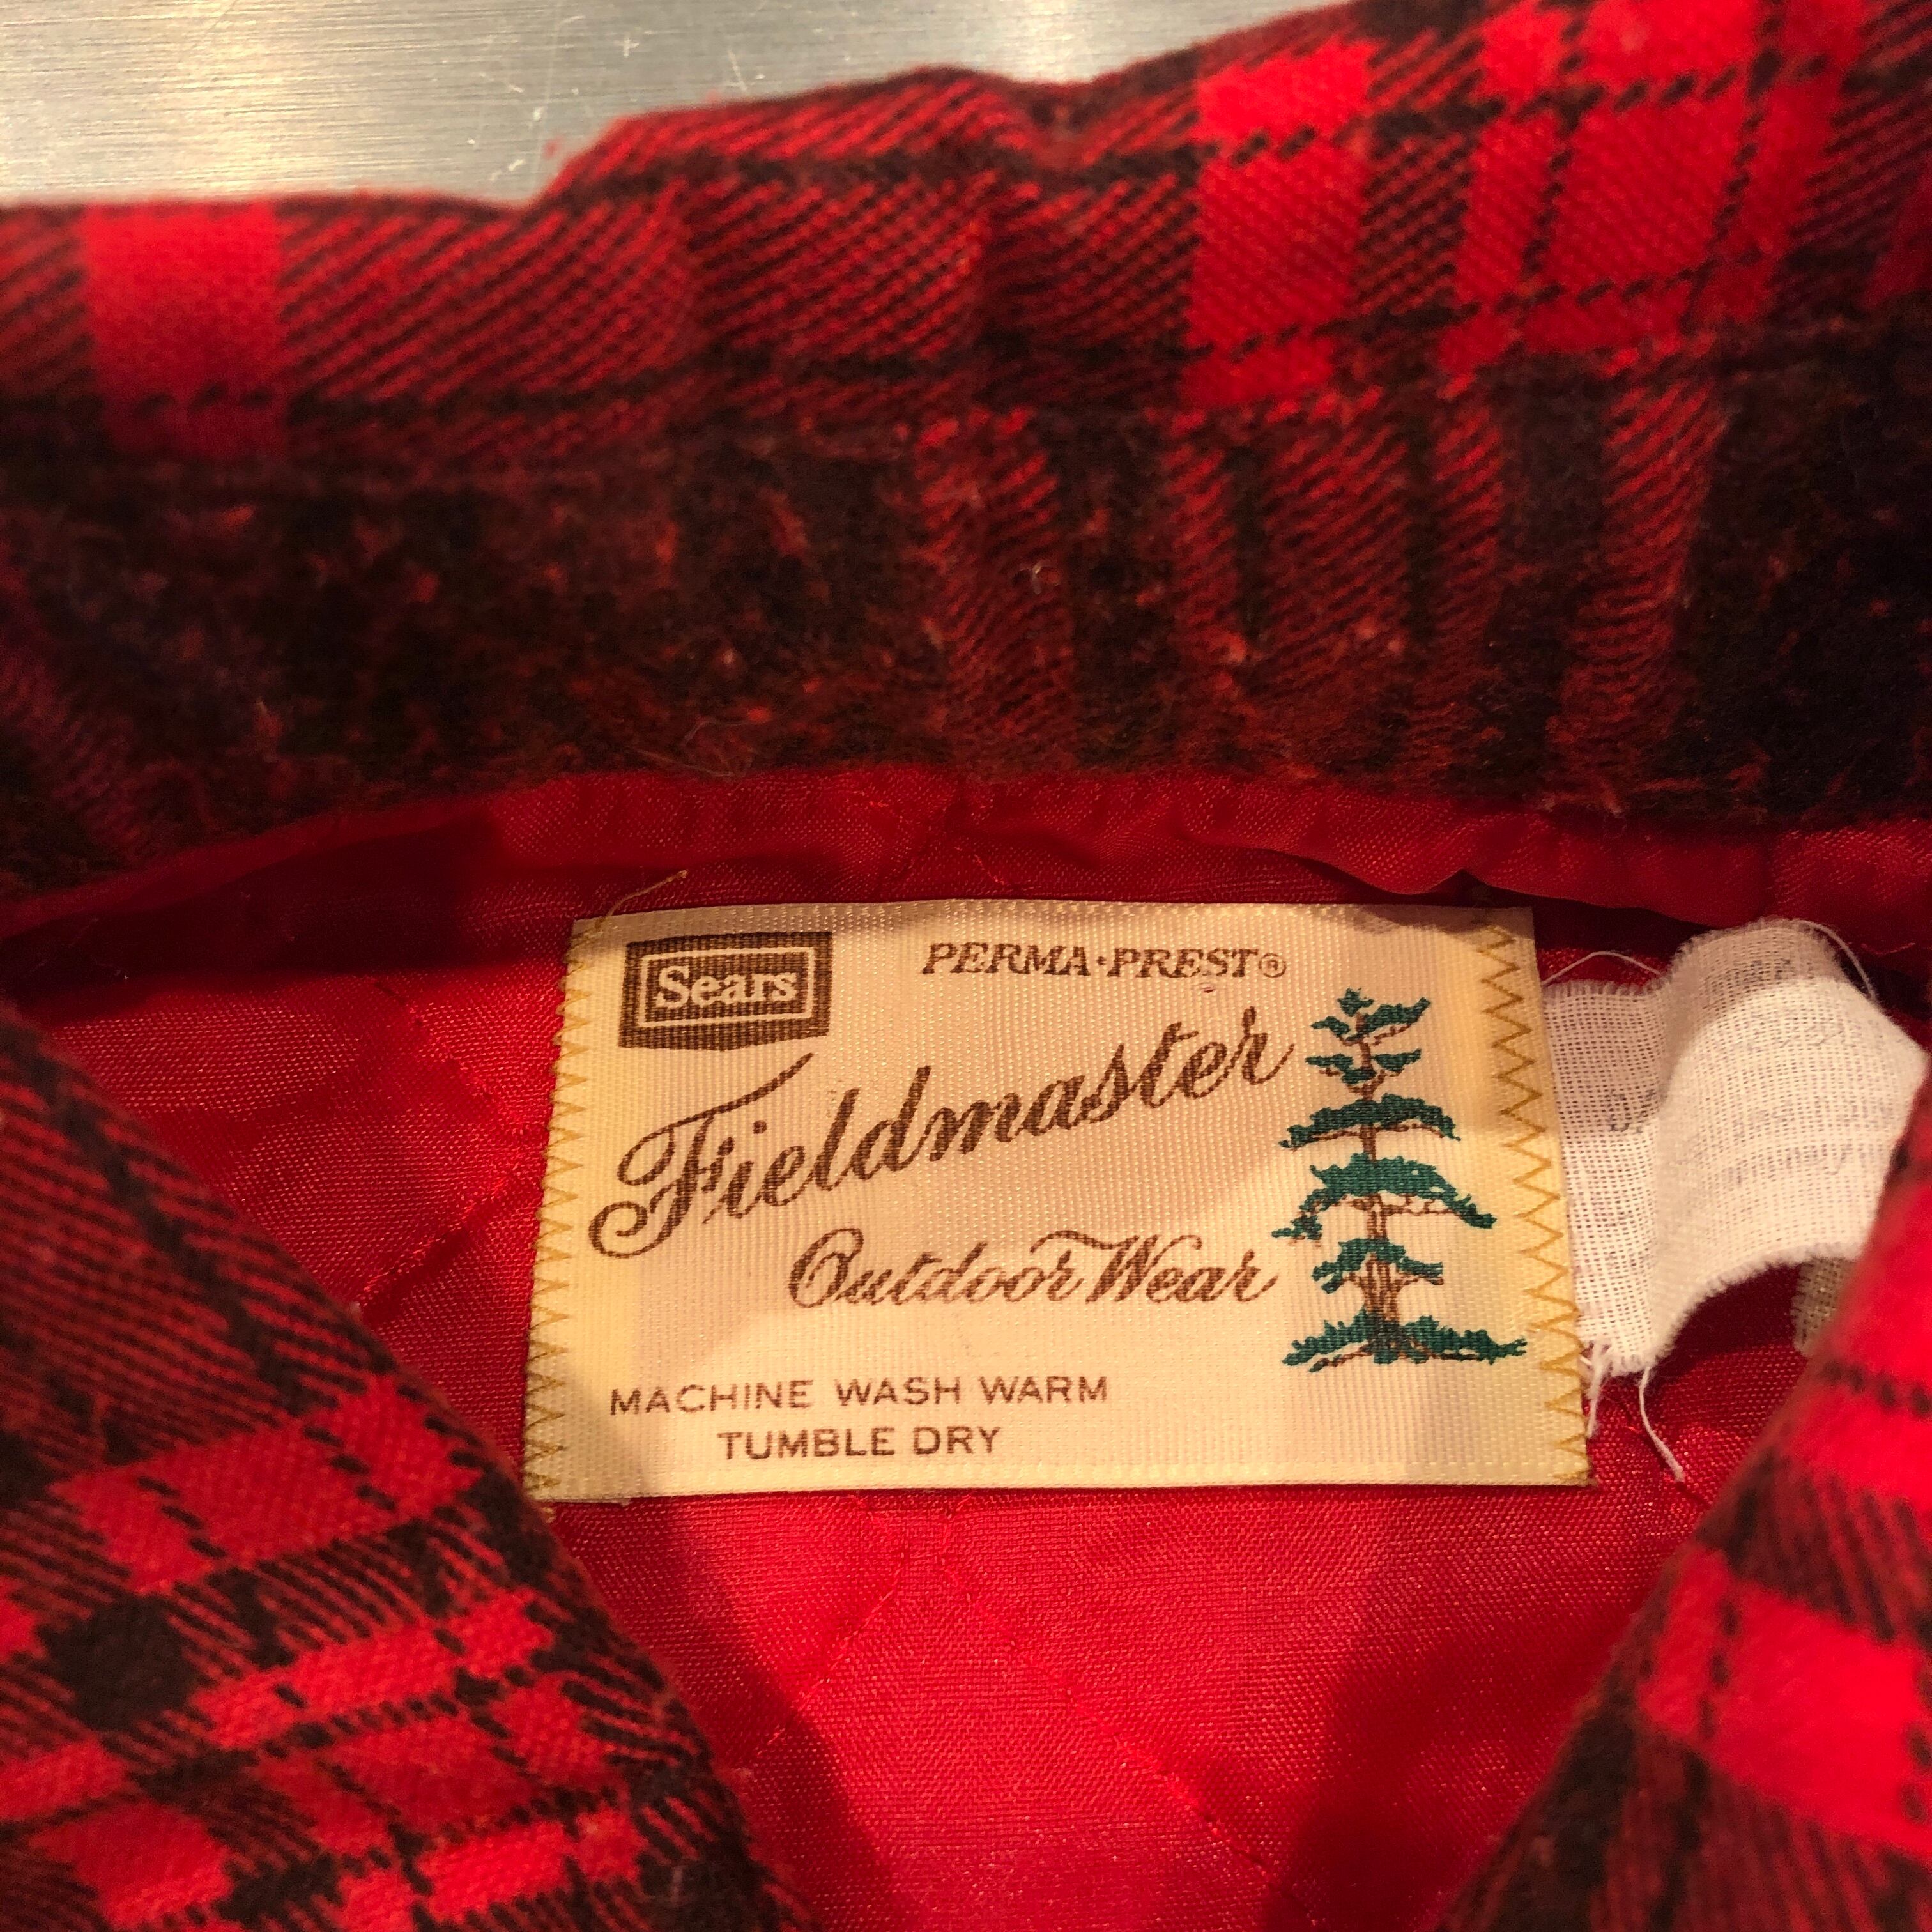 Sears
PERMA·PREST®
Fieldmaster
Outdoor Wear
MACHINE WASH WARM
TUMBLE DRY